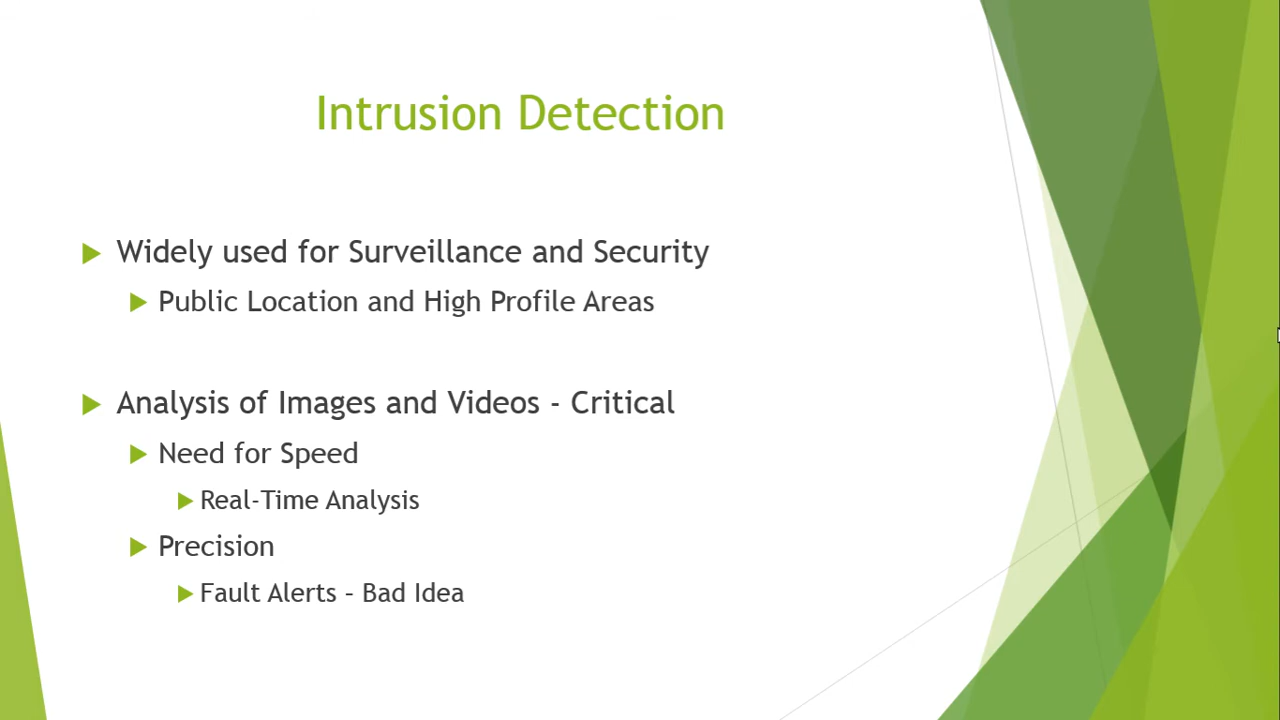 Intrusion Detection
Widely used for Surveillance and Security
Public Location and High Profile Areas
Analysis of Images and Videos - Critical
Need for Speed
Real-Time Analysis
Precision
Fault Alerts – Bad Idea